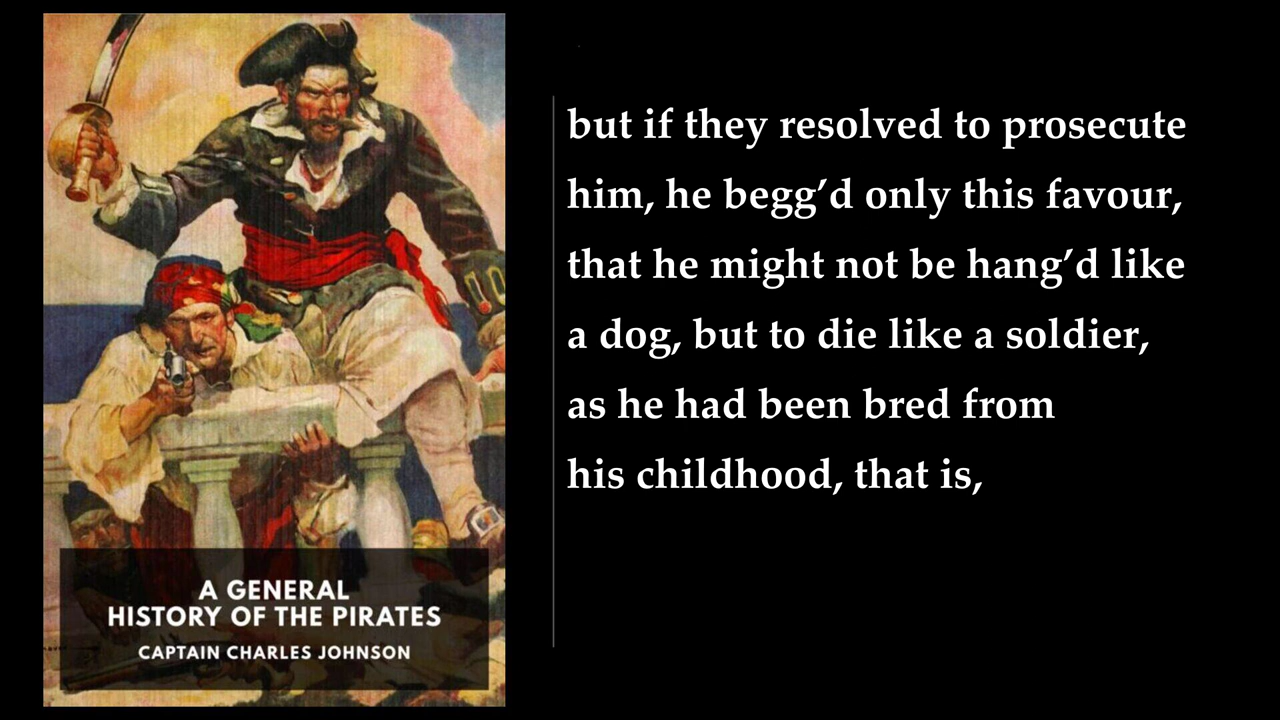 but if they resolved to prosecute
him, he begg’d only this favour,
that he might not be hang’d like
a dog, but to die like a soldier,
as he had been bred from
his childhood, that is,
A GENERAL
HISTORY OF THE PIRATES
CAPTAIN CHARLES JOHNSON